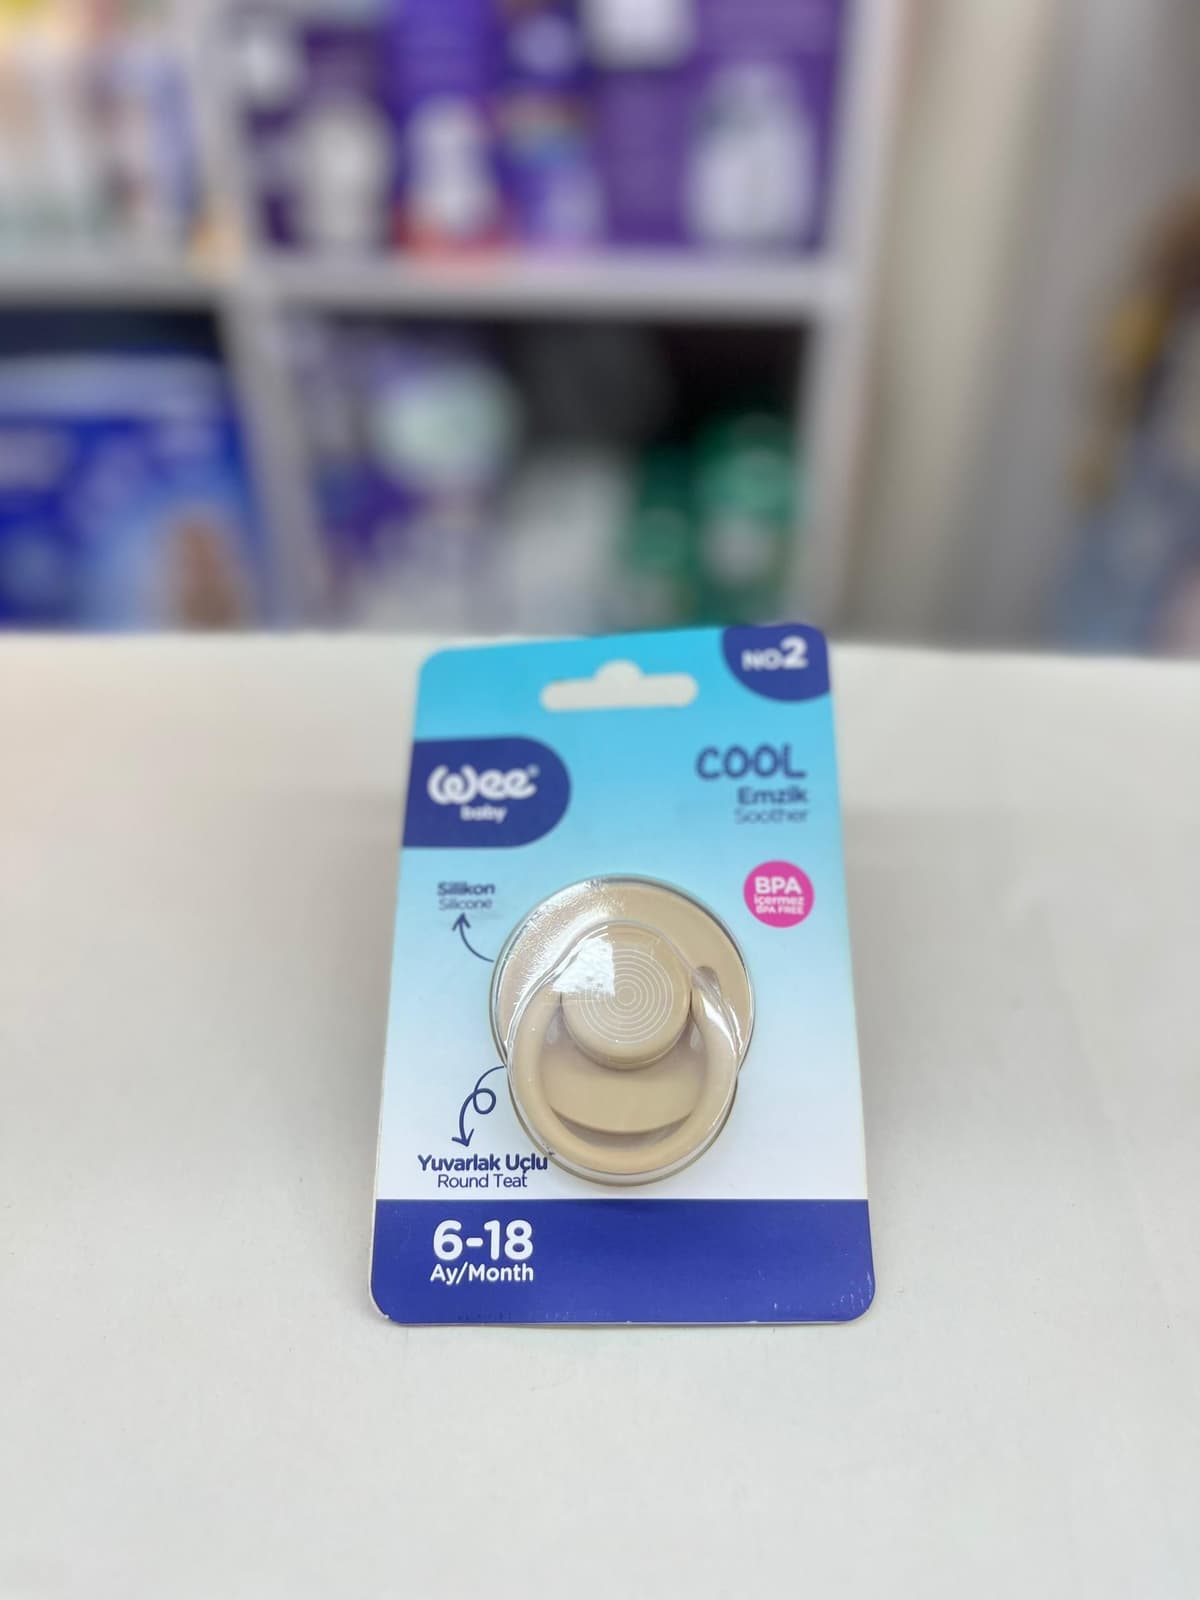 NO.2
wee®
baby
COOL
Emzik
Soother
Silikon
Silicone
BPA
içermez
BPA FREE
Yuvarlak Uçlu
Round Teat
6-18
Ay/Month